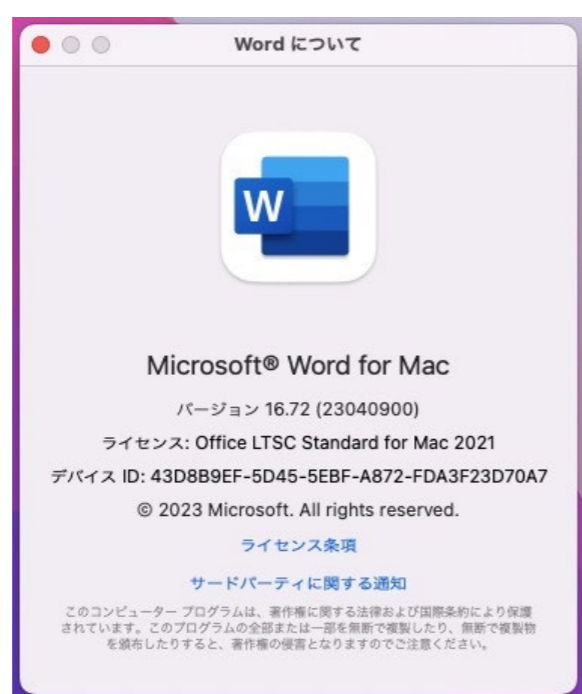 Word について
W
Microsoft® Word for Mac
バージョン 16.72 (23040900)
ライセンス: Office LTSC Standard for Mac 2021
デバイス ID: 43D8B9EF-5D45-5EBF-A872-FDA3F23D70A7
© 2023 Microsoft. All rights reserved.
ライセンス条項
サードパーティに関する通知
このコンピューター プログラムは、著作権に関する法律および国際条約により保護
されています。このプログラムの全部または一部を無断で複製したり、無断で複製物
を頒布したりすると、著作権の侵害となりますのでご注意ください。